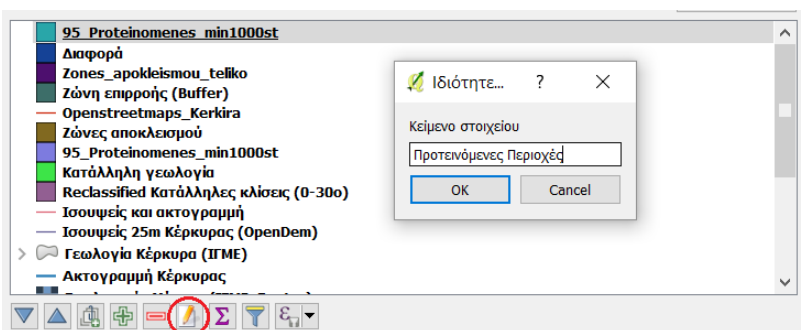 95_Proteinomenes_min1000st
Διαφορά
Zones_apokleismou_teliko
Ζώνη επιρροής (Buffer)
Openstreetmaps_Kerkira
Ζώνες αποκλεισμού
95_Proteinomenes_min1000st
Κατάλληλη γεωλογία
Reclassified Κατάλληλες κλίσεις (0-30ο)
Ισουψείς και ακτογραμμή
Ισουψείς 25m Κέρκυρας (OpenDem)
Γεωλογία Κέρκυρα (ΙΓΜΕ)
Ακτογραμμή Κέρκυρας
Ιδιότητε... ?
Κείμενο στοιχείου
Προτεινόμενες Περιοχές
OK Cancel
Σ ε